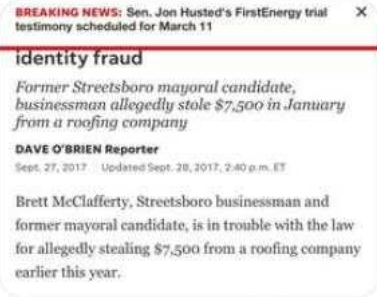 BREAKING NEWS: Sen. Jon Husted's FirstEnergy trial
testimony scheduled for March 11
identity fraud
Former Streetsboro mayoral candidate,
businessman allegedly stole $7,500 in January
from a roofing company
DAVE O'BRIEN Reporter
Sept. 27, 2017 Updated Sept. 28, 2017, 2:40 p.m. ET
Brett McClafferty, Streetsboro businessman and
former mayoral candidate, is in trouble with the law
for allegedly stealing $7,500 from a roofing company
earlier this year.